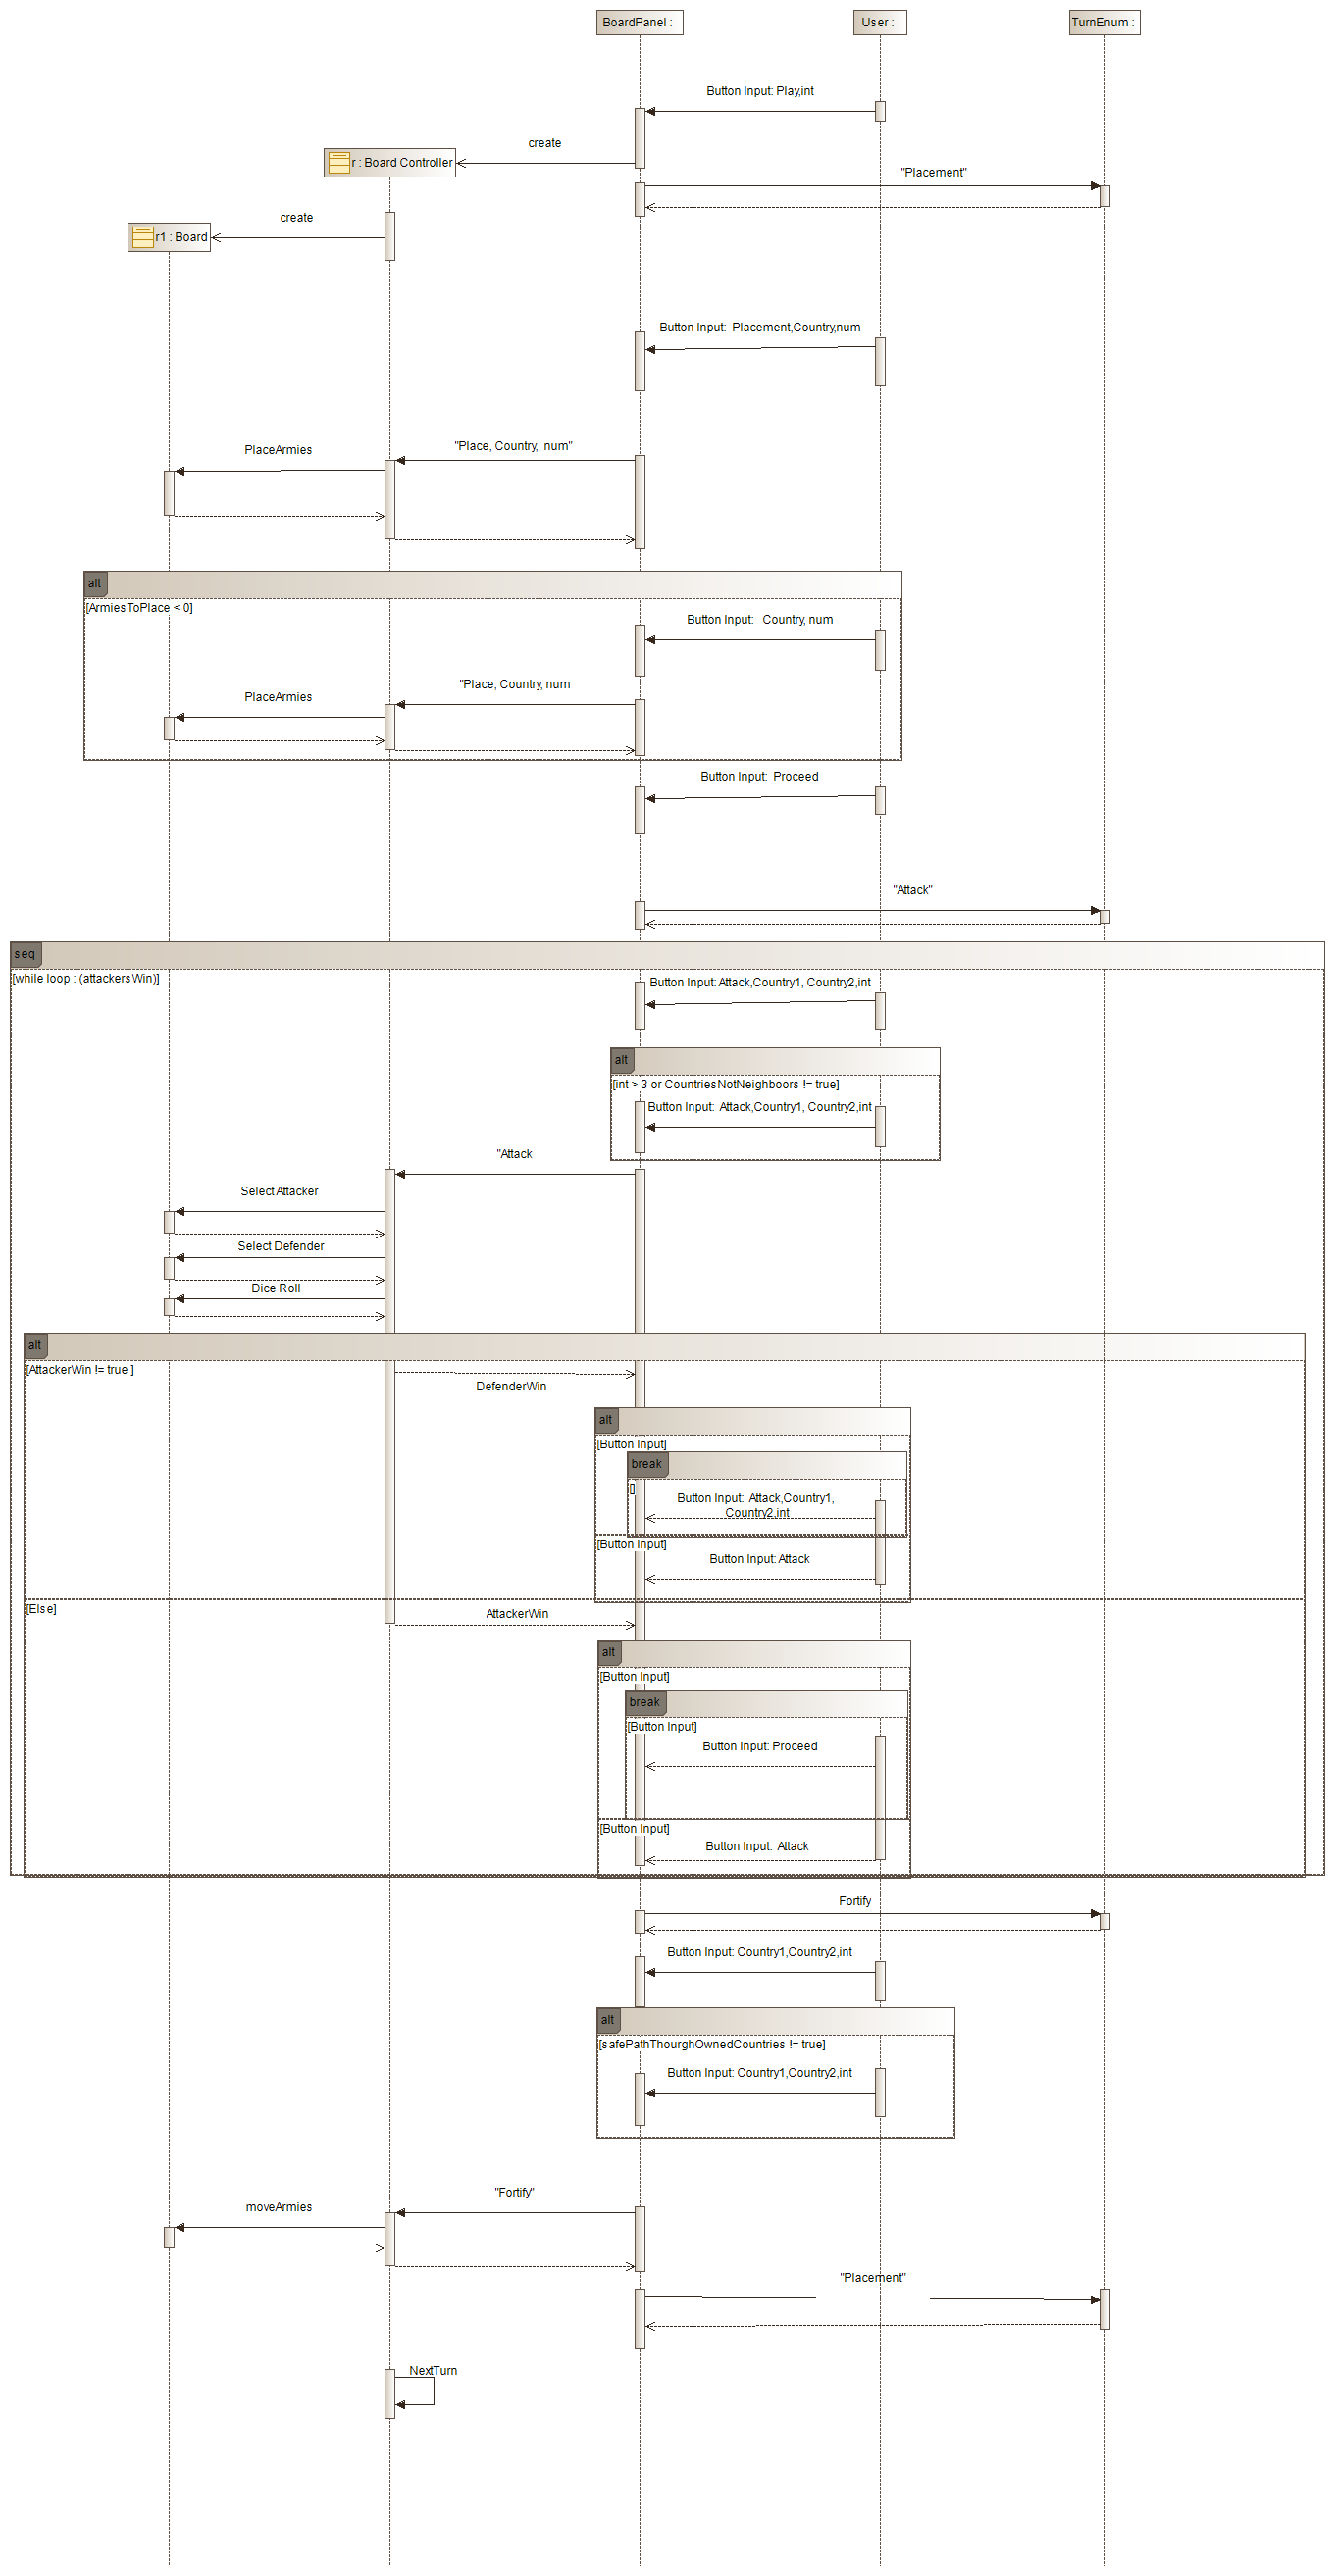 BoardPanel :
User :
TurnEnum :
Button Input: Play,int
create
r : Board Controller
"Placement"
create
r1 : Board
Button Input:  Placement,Country,num
"Place, Country,  num"
PlaceArmies
alt
[ArmiesToPlace < 0]
Button Input:   Country, num
"Place, Country, num
PlaceArmies
Button Input:  Proceed
"Attack"
seq
[while loop : (attackersWin)]
Button Input: Attack,Country1, Country2,int
alt
[int > 3 or CountriesNotNeighboors != true]
Button Input:  Attack,Country1, Country2,int
"Attack
Select Attacker
Select Defender
Dice Roll
alt
[AttackerWin != true ]
DefenderWin
alt
[Button Input]
break
[]
Button Input:  Attack,Country1,
Country2,int
[Button Input]
Button Input: Attack
[Else]
AttackerWin
alt
[Button Input]
break
[Button Input]
Button Input: Proceed
[Button Input]
Button Input:  Attack
Fortify
Button Input: Country1,Country2,int
alt
[safePathThourghOwnedCountries != true]
Button Input: Country1,Country2,int
"Fortify"
moveArmies
"Placement"
NextTurn